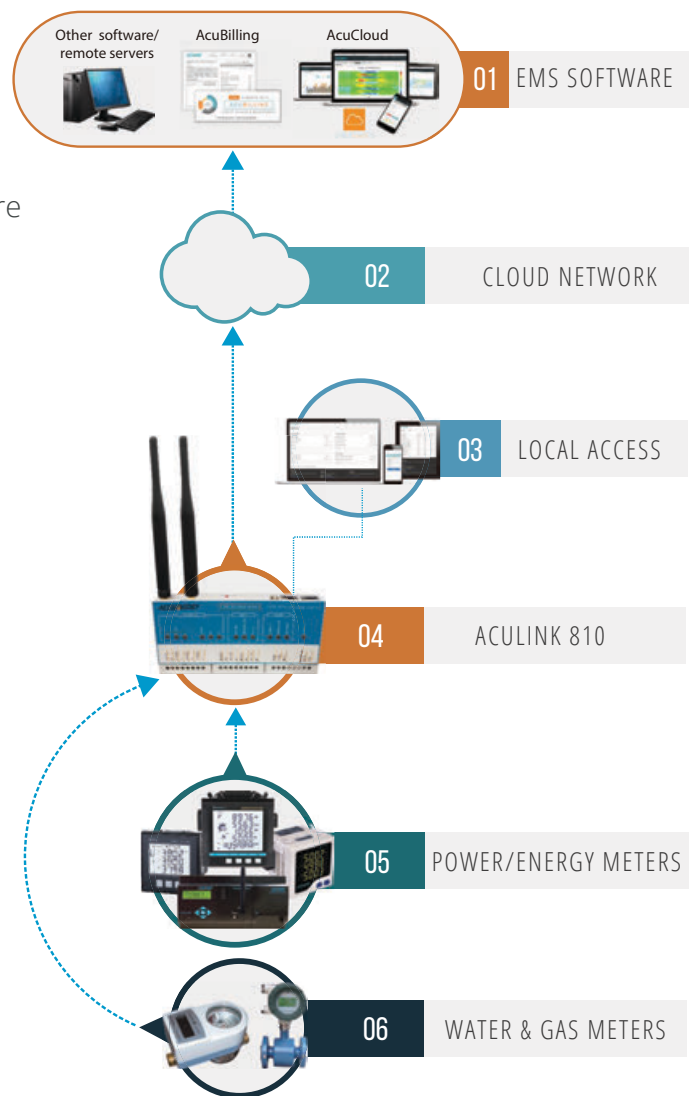 Other software/
remote servers
AcuBilling
AcuCloud
01 EMS SOFTWARE
re
02 CLOUD NETWORK
03 LOCAL ACCESS
04 ACULINK 810
05 POWER/ENERGY METERS
06 WATER & GAS METERS